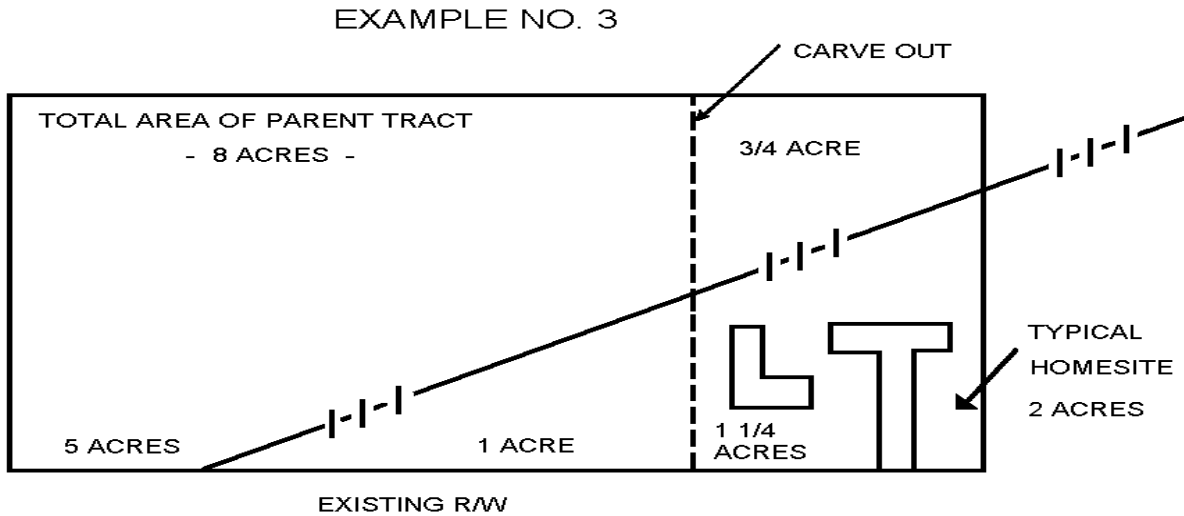 EXAMPLE NO. 3
CARVE OUT
TOTAL AREA OF PARENT TRACT
- 8 ACRES -
3/4 ACRE
TYPICAL
HOMESITE
2 ACRES
5 ACRES
1 ACRE
1 1/4
ACRES
EXISTING R/W